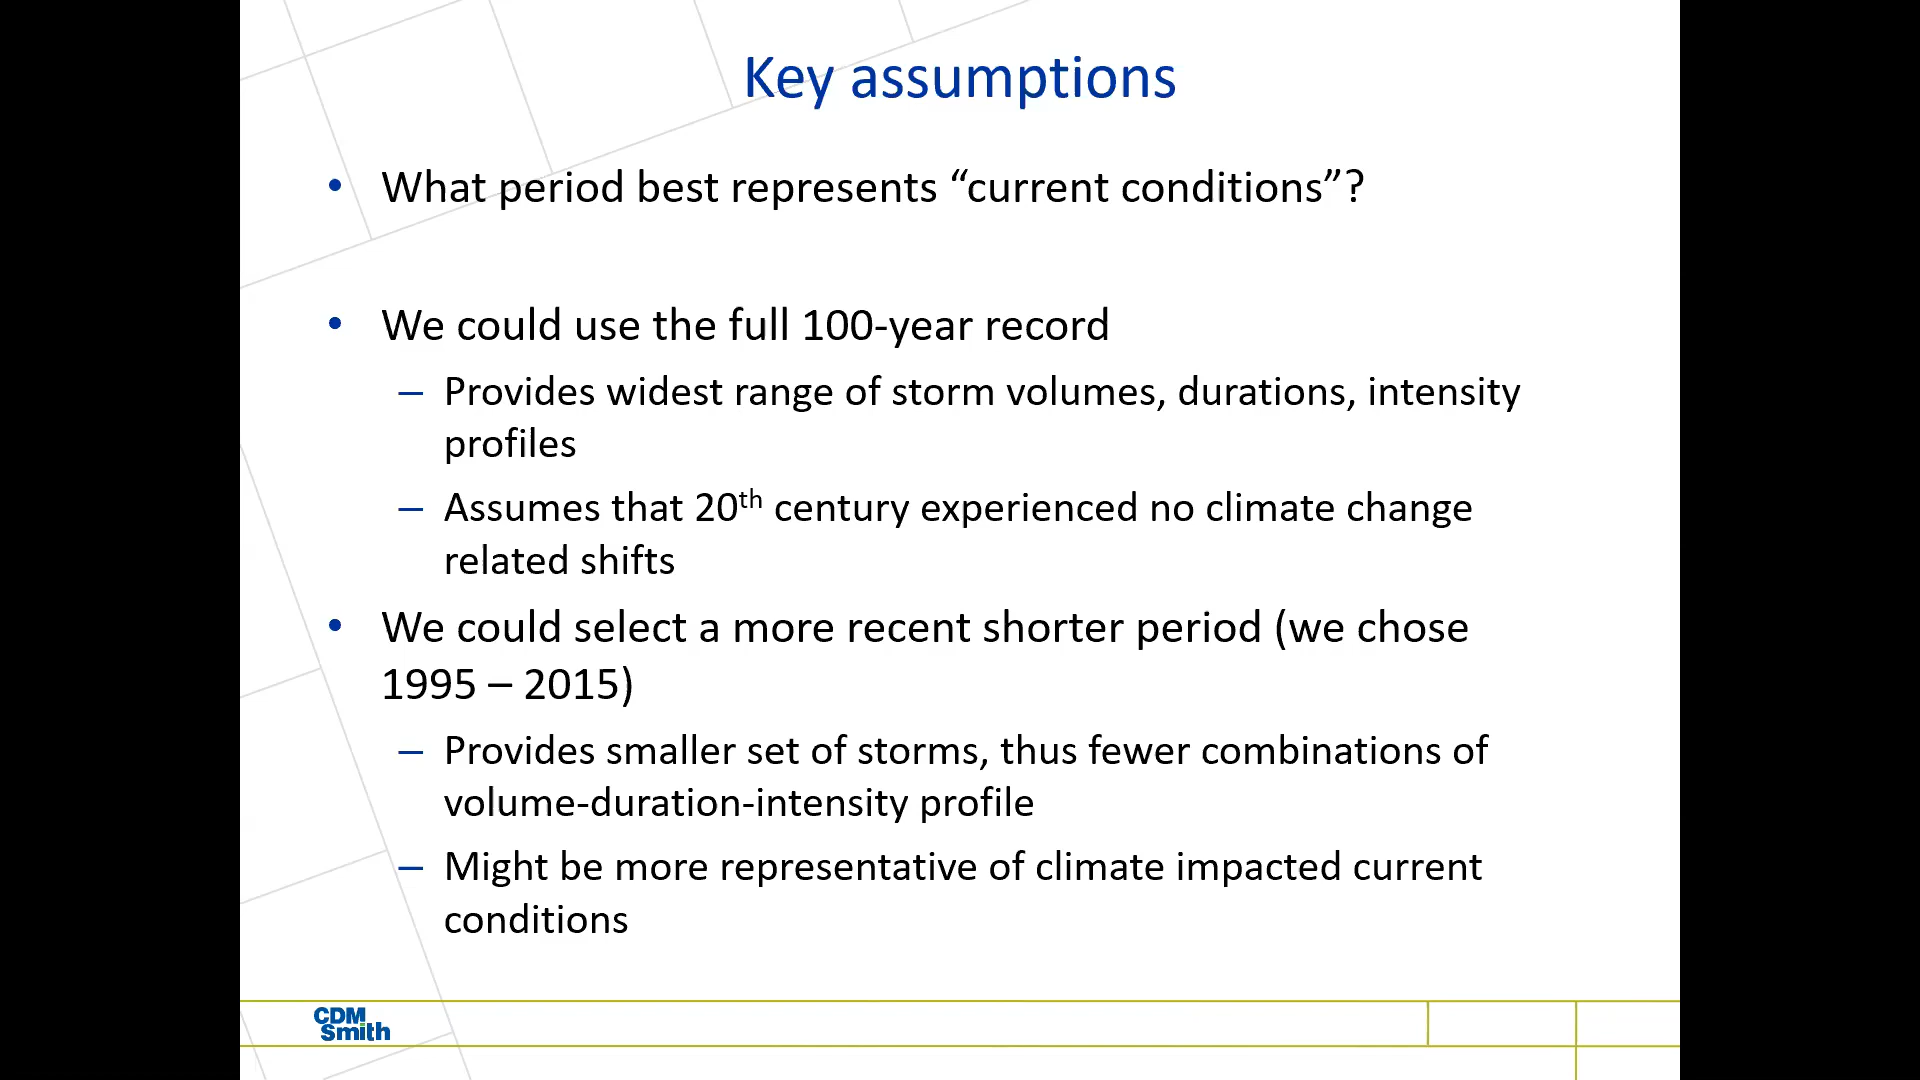 Key assumptions
• What period best represents “current conditions”?
• We could use the full 100-year record
– Provides widest range of storm volumes, durations, intensity
profiles
– Assumes that 20th century experienced no climate change
related shifts
• We could select a more recent shorter period (we chose
1995 – 2015)
– Provides smaller set of storms, thus fewer combinations of
volume-duration-intensity profile
– Might be more representative of climate impacted current
conditions
CDM
Smith